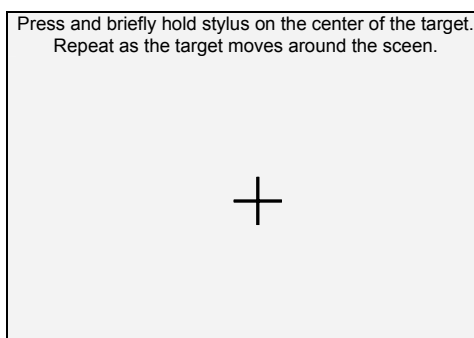 Press and briefly hold stylus on the center of the target.
Repeat as the target moves around the sceen.